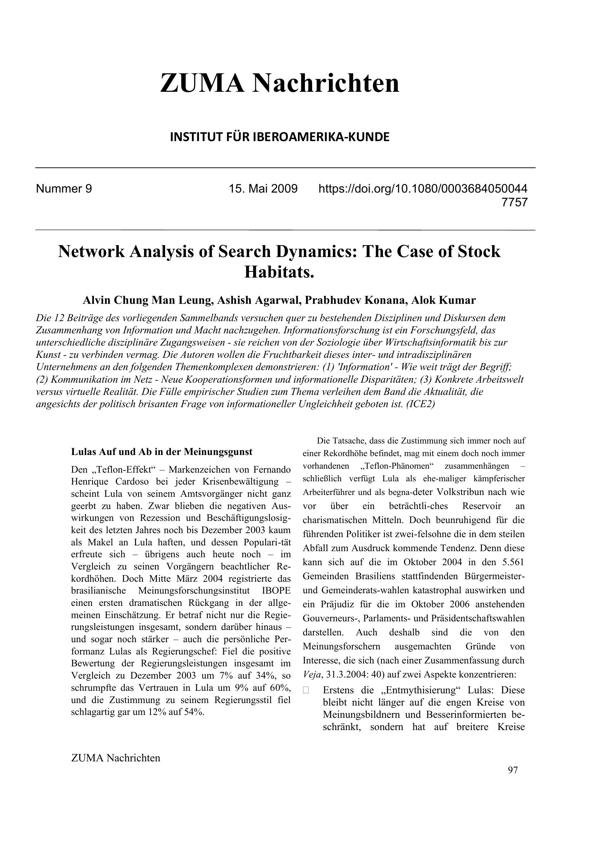 ZUMA Nachrichten
INSTITUT FÜR IBEROAMERIKA-KUNDE
Nummer 9 15. Mai 2009 https://doi.org/10.1080/0003684050044
7757
Network Analysis of Search Dynamics: The Case of Stock
Habitats.
Alvin Chung Man Leung, Ashish Agarwal, Prabhudev Konana, Alok Kumar
Die 12 Beiträge des vorliegenden Sammelbands versuchen quer zu bestehenden Disziplinen und Diskursen dem
Zusammenhang von Information und Macht nachzugehen. Informationsforschung ist ein Forschungsfeld, das
unterschiedliche disziplinäre Zugangsweisen - sie reichen von der Soziologie über Wirtschaftsinformatik bis zur
Kunst - zu verbinden vermag. Die Autoren wollen die Fruchtbarkeit dieses inter- und intradisziplinären
Unternehmens an den folgenden Themenkomplexen demonstrieren: (1) 'Information' - Wie weit trägt der Begriff;
(2) Kommunikation im Netz - Neue Kooperationsformen und informationelle Disparitäten; (3) Konkrete Arbeitswelt
versus virtuelle Realität. Die Fülle empirischer Studien zum Thema verleihen dem Band die Aktualität, die
angesichts der politisch brisanten Frage von informationeller Ungleichheit geboten ist. (ICE2)
Lulas Auf und Ab in der Meinungsgunst
Den „Teflon-Effekt“ – Markenzeichen von Fernando
Henrique Cardoso bei jeder Krisenbewältigung –
scheint Lula von seinem Amtsvorgänger nicht ganz
geerbt zu haben. Zwar blieben die negativen Aus-
wirkungen von Rezession und Beschäftigungslosig-
keit des letzten Jahres noch bis Dezember 2003 kaum
als Makel an Lula haften, und dessen Populari-tät
erfreute sich – übrigens auch heute noch – im
Vergleich zu seinen Vorgängern beachtlicher Re-
kordhöhen. Doch Mitte März 2004 registrierte das
brasilianische Meinungsforschungsinstitut IBOPE
einen ersten dramatischen Rückgang in der allge-
meinen Einschätzung. Er betraf nicht nur die Regie-
rungsleistungen insgesamt, sondern darüber hinaus –
und sogar noch stärker – auch die persönliche Per-
formanz Lulas als Regierungschef: Fiel die positive
Bewertung der Regierungsleistungen insgesamt im
Vergleich zu Dezember 2003 um 7% auf 34%, so
schrumpfte das Vertrauen in Lula um 9% auf 60%,
und die Zustimmung zu seinem Regierungsstil fiel
schlagartig gar um 12% auf 54%.
Die Tatsache, dass die Zustimmung sich immer noch auf
einer Rekordhöhe befindet, mag mit einem doch noch immer
vorhandenen „Teflon-Phänomen“ zusammenhängen –
schließlich verfügt Lula als ehe-maliger kämpferischer
Arbeiterführer und als begna-deter Volkstribun nach wie
vor über ein beträchtli-ches Reservoir an
charismatischen Mitteln. Doch beunruhigend für die
führenden Politiker ist zwei-felsohne die in dem steilen
Abfall zum Ausdruck kommende Tendenz. Denn diese
kann sich auf die im Oktober 2004 in den 5.561
Gemeinden Brasiliens stattfindenden Bürgermeister-
und Gemeinderats-wahlen katastrophal auswirken und
ein Präjudiz für die im Oktober 2006 anstehenden
Gouverneurs-, Parlaments- und Präsidentschaftswahlen
darstellen. Auch deshalb sind die von den
Meinungsforschern ausgemachten Gründe von
Interesse, die sich (nach einer Zusammenfassung durch
Veja, 31.3.2004: 40) auf zwei Aspekte konzentrieren:
Erstens die „Entmythisierung“ Lulas: Diese
bleibt nicht länger auf die engen Kreise von
Meinungsbildnern und Besserinformierten be-
schränkt, sondern hat auf breitere Kreise
ZUMA Nachrichten
97